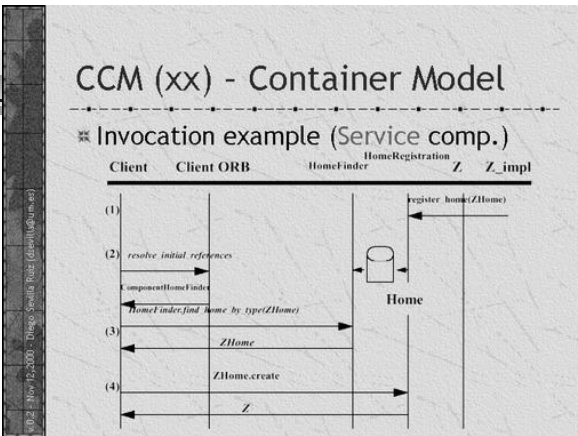 CCM (xx) - Container Model
Invocation example (Service comp.)
Client Client ORB HomeFinder HomeRegistration Z Z_impl
(1) register_home(ZHome)
(2) resolve_initial_references
Home
ComponentHomeFinder
HomeFinder.find_home_by_type(ZHome)
(3)
ZHome
(4) ZHome.create
Z
v.0.2 - Nov 12,2000 - Diego Sevilla Ruiz (dsevilla@um.es)